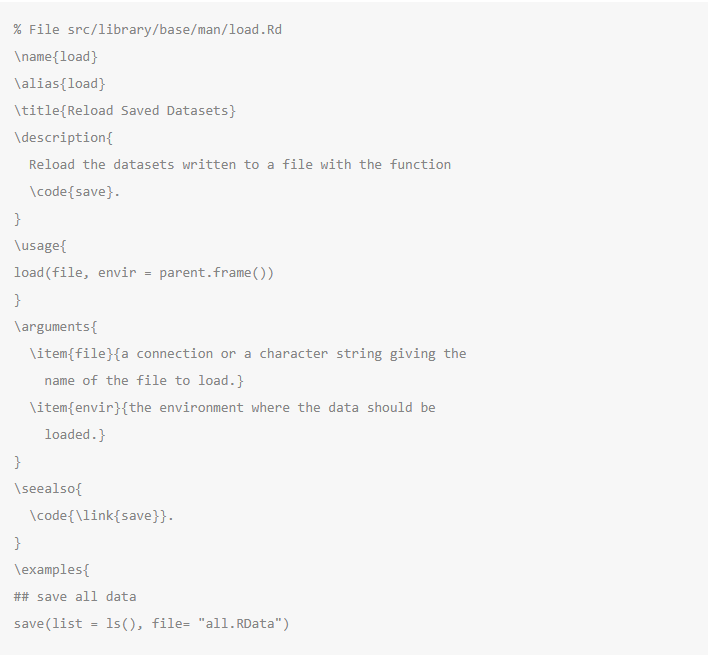 % File src/library/base/man/load.Rd
\name{load}
\alias{load}
\title{Reload Saved Datasets}
\description{
  Reload the datasets written to a file with the function
  \code{save}.
}
\usage{
load(file, envir = parent.frame())
}
\arguments{
  \item{file}{a connection or a character string giving the
    name of the file to load.}
  \item{envir}{the environment where the data should be
    loaded.}
}
\seealso{
  \code{\link{save}}.
}
\examples{
## save all data
save(list = ls(), file= "all.RData")